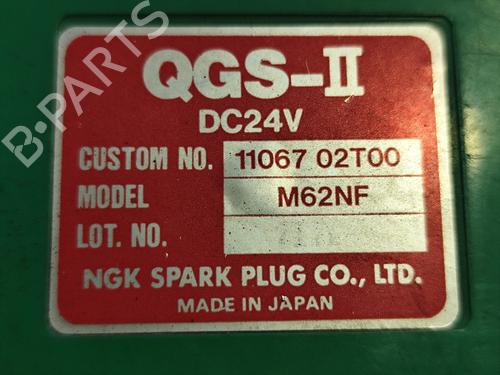 B-PARTS
QGS-II
DC24V
CUSTOM NO. 11067 02T00
MODEL M62NF
LOT. NO.
NGK SPARK PLUG CO., LTD.
MADE IN JAPAN